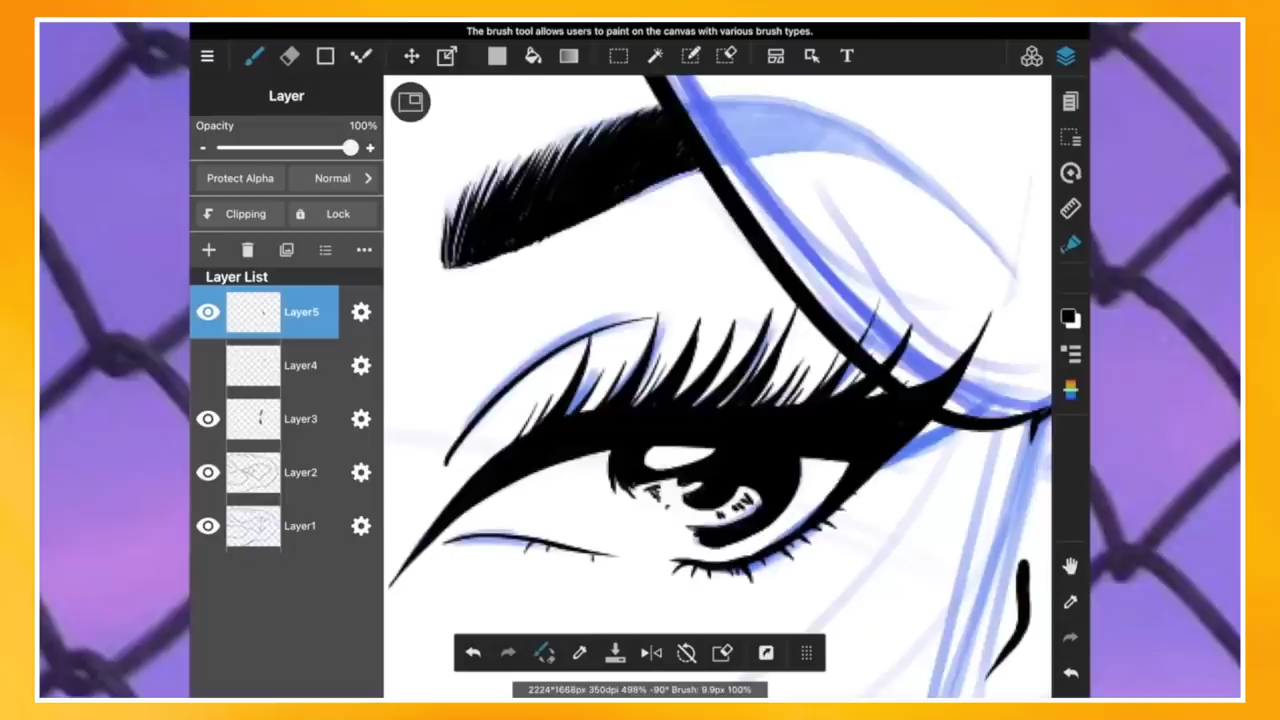 The brush tool allows users to paint on the canvas with various brush types.
T
Layer
Opacity 100%
- +
Protect Alpha Normal
Clipping Lock
Layer List
Layer5
Layer4
Layer3
Layer2
Layer1
2224*1668px 350dpi 498% -90° Brush: 9.9px 100%